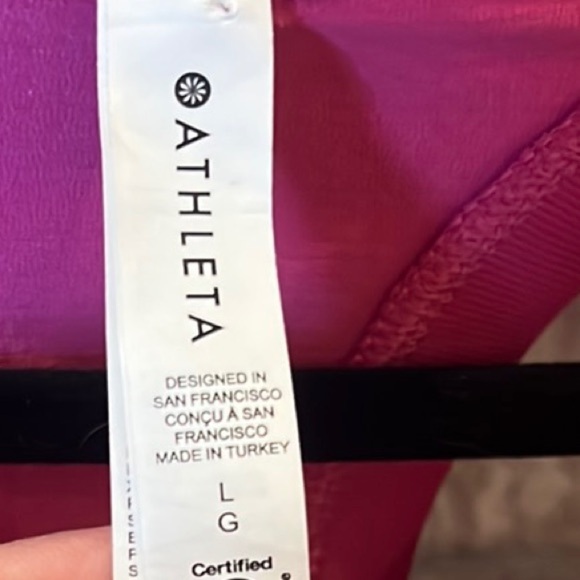 ATHLETA
DESIGNED IN
SAN FRANCISCO
CONÇU À SAN
FRANCISCO
MADE IN TURKEY
L
G
Certified